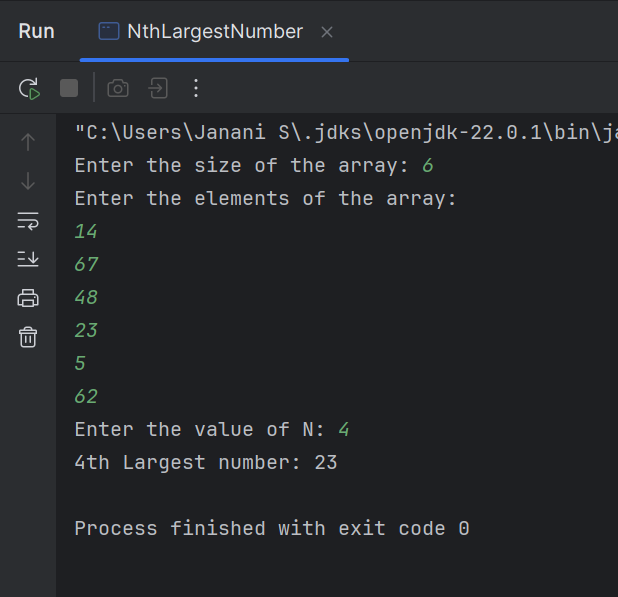 Run
NthLargestNumber
"C:\Users\Janani S\.jdks\openjdk-22.0.1\bin\ja
Enter the size of the array: 6
Enter the elements of the array:
14
67
48
23
5
62
Enter the value of N: 4
4th Largest number: 23
Process finished with exit code 0